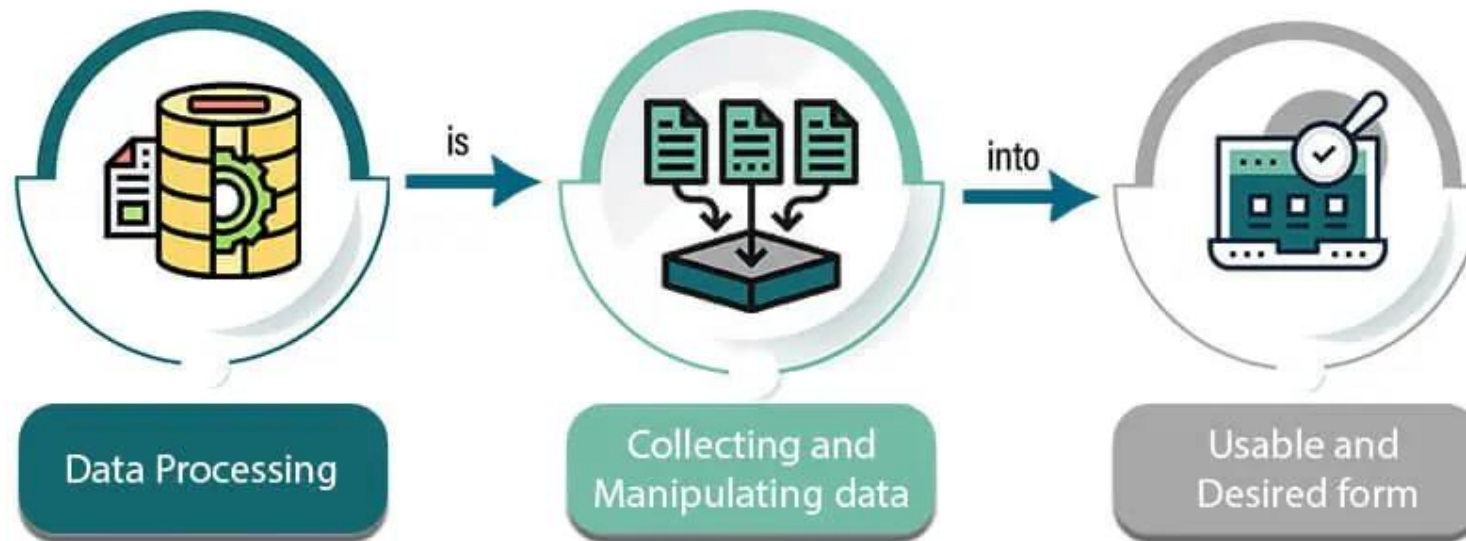 Data Processing
is
Collecting and
Manipulating data
into
Usable and
Desired form